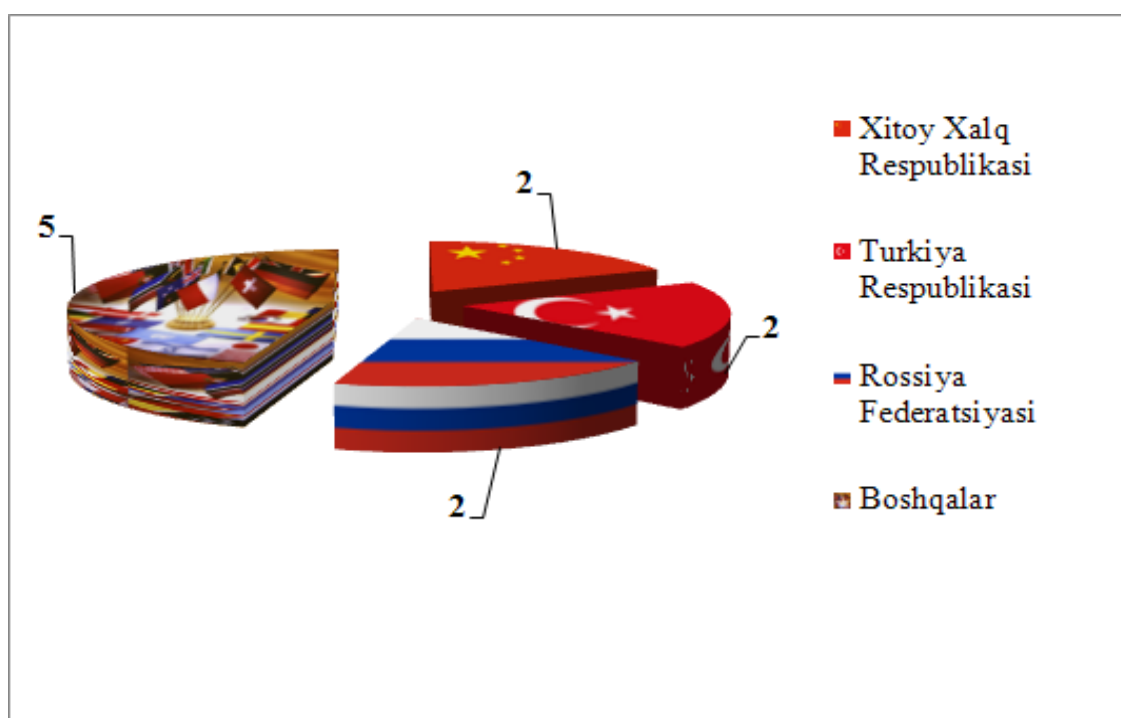 5
2
2
2
Xitoy Xalq
Respublikasi
Turkiya
Respublikasi
Rossiya
Federatsiyasi
Boshqalar